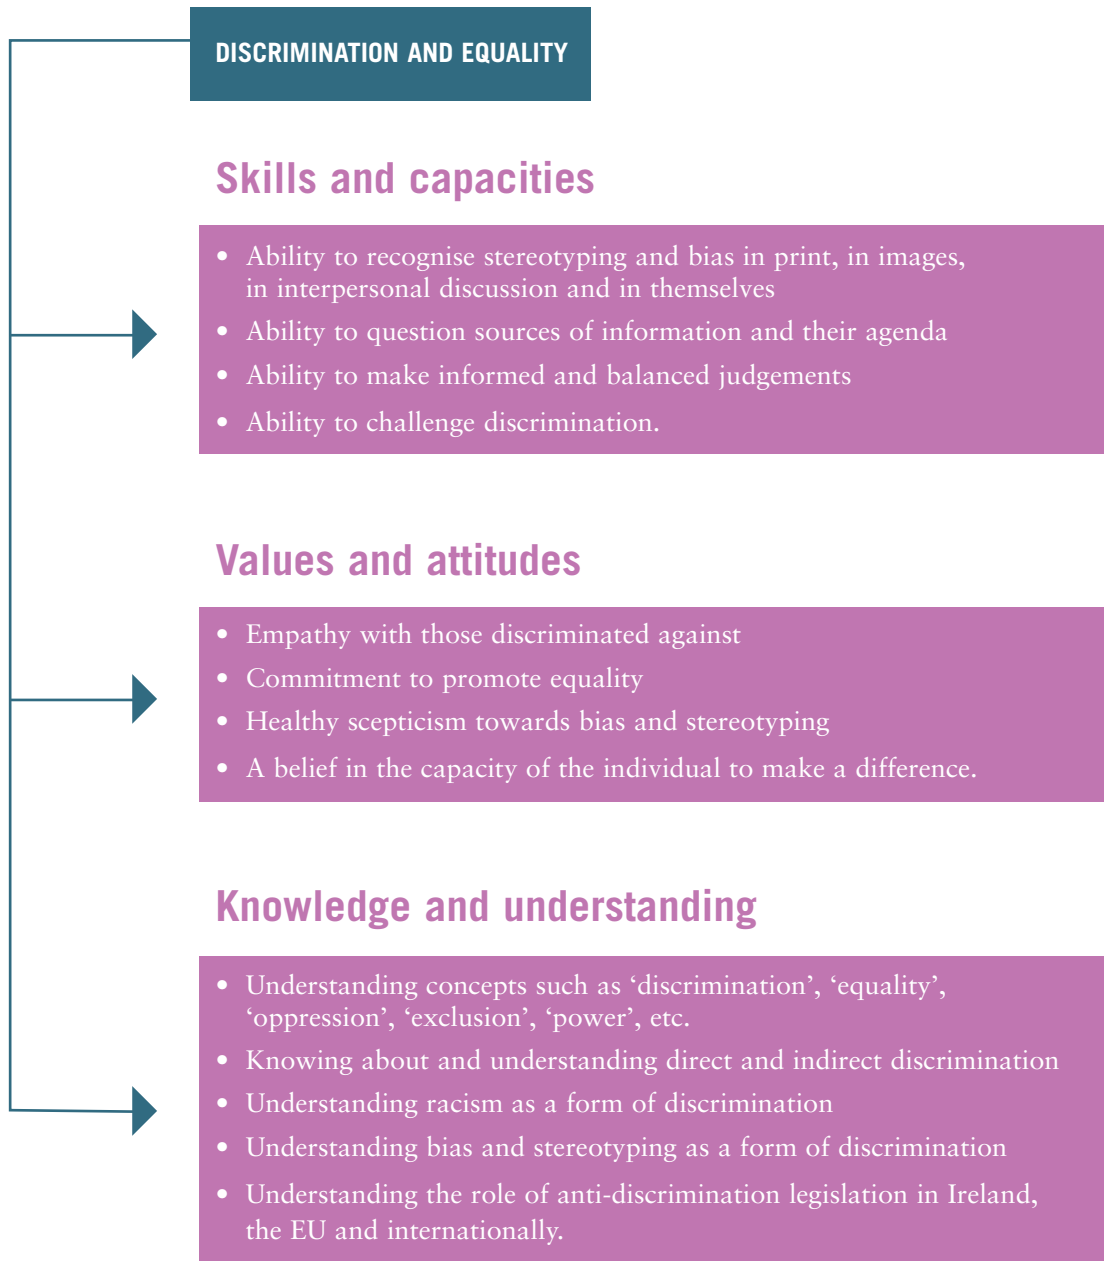 DISCRIMINATION AND EQUALITY
Skills and capacities
• Ability to recognise stereotyping and bias in print, in images,
in interpersonal discussion and in themselves
• Ability to question sources of information and their agenda
• Ability to make informed and balanced judgements
• Ability to challenge discrimination.
Values and attitudes
• Empathy with those discriminated against
• Commitment to promote equality
• Healthy scepticism towards bias and stereotyping
• A belief in the capacity of the individual to make a difference.
Knowledge and understanding
• Understanding concepts such as ‘discrimination’, ‘equality’,
‘oppression’, ‘exclusion’, ‘power’, etc.
• Knowing about and understanding direct and indirect discrimination
• Understanding racism as a form of discrimination
• Understanding bias and stereotyping as a form of discrimination
• Understanding the role of anti-discrimination legislation in Ireland,
the EU and internationally.